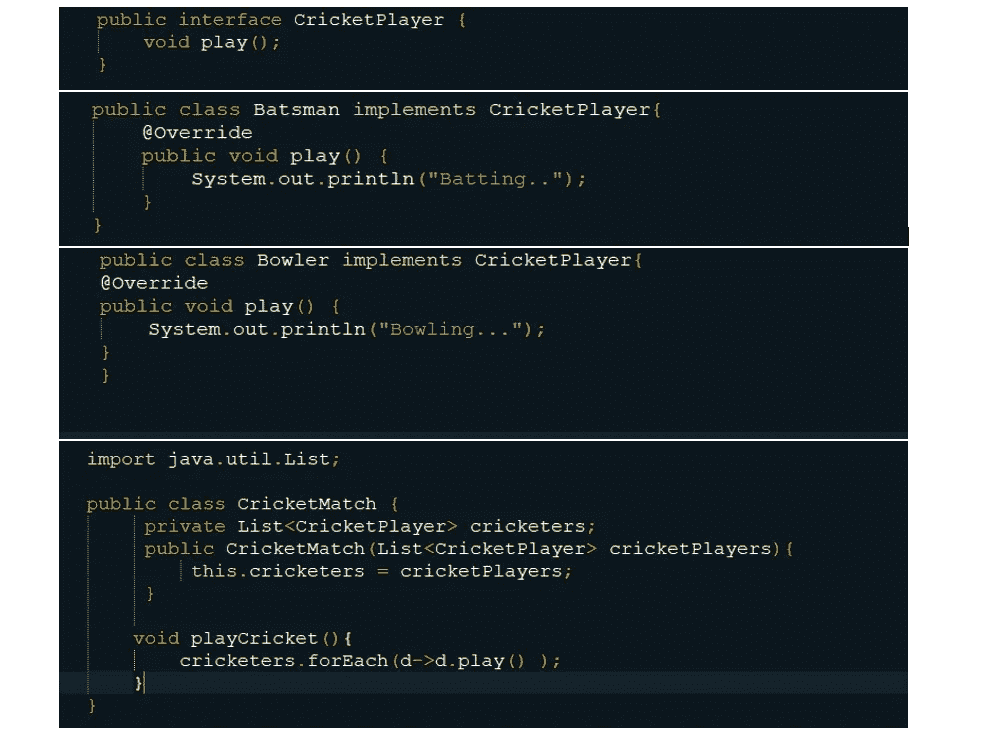 public interface CricketPlayer {
void play();
}
public class Batsman implements CricketPlayer{
@Override
public void play() {
System.out.println("Batting..");
}
}
public class Bowler implements CricketPlayer{
@Override
public void play() {
System.out.println("Bowling...");
}
}
import java.util.List;
public class CricketMatch {
private List<CricketPlayer> cricketers;
public CricketMatch(List<CricketPlayer> cricketPlayers){
this.cricketers = cricketPlayers;
}
void playCricket(){
cricketers.forEach(d->d.play() );
}
}